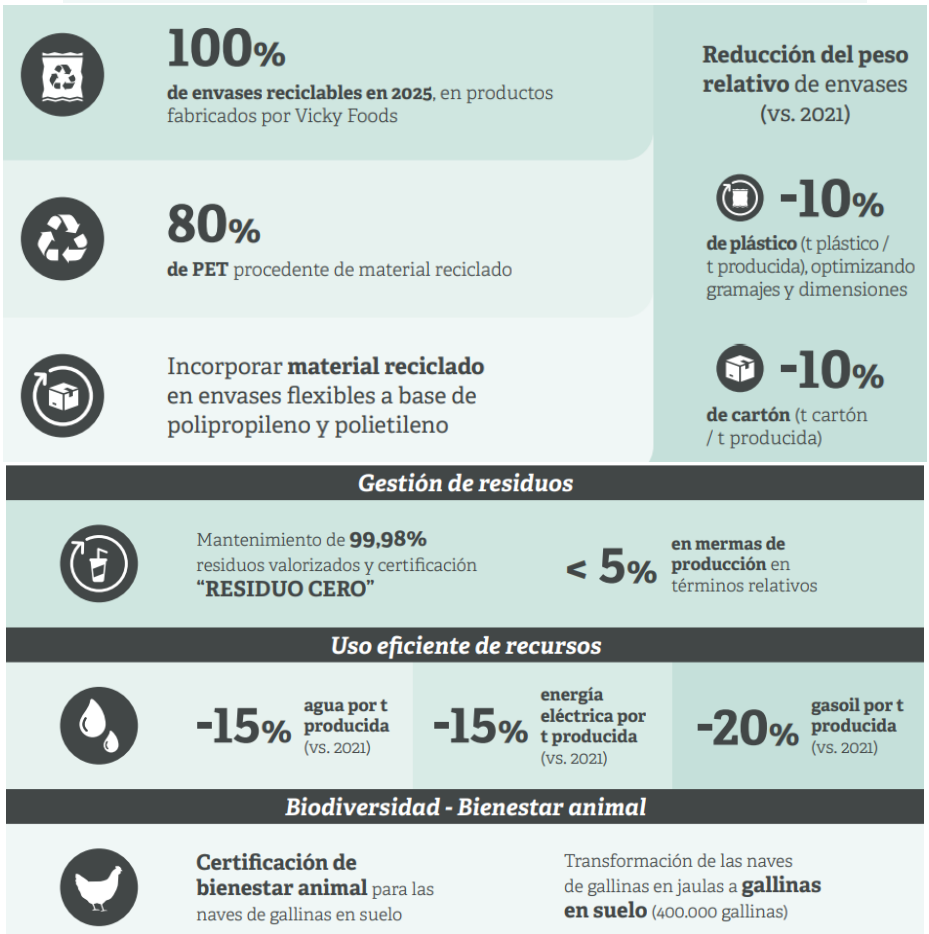 100%
de envases reciclables en 2025, en productos
fabricados por Vicky Foods
80%
de PET procedente de material reciclado
Incorporar material reciclado
en envases flexibles a base de
polipropileno y polietileno
Reducción del peso
relativo de envases
(vs. 2021)
-10%
de plástico (t plástico /
t producida), optimizando
gramajes y dimensiones
-10%
de cartón (t cartón
/ t producida)
Gestión de residuos
Mantenimiento de 99,98%
residuos valorizados y certificación
“RESIDUO CERO”
< 5%
en mermas de
producción en
términos relativos
Uso eficiente de recursos
-15%
agua por t
producida
(vs. 2021)
-15%
energía
eléctrica por
t producida
(vs. 2021)
-20%
gasoil por t
producida
(vs. 2021)
Biodiversidad - Bienestar animal
Certificación de
bienestar animal para las
naves de gallinas en suelo
Transformación de las naves
de gallinas en jaulas a gallinas
en suelo (400.000 gallinas)